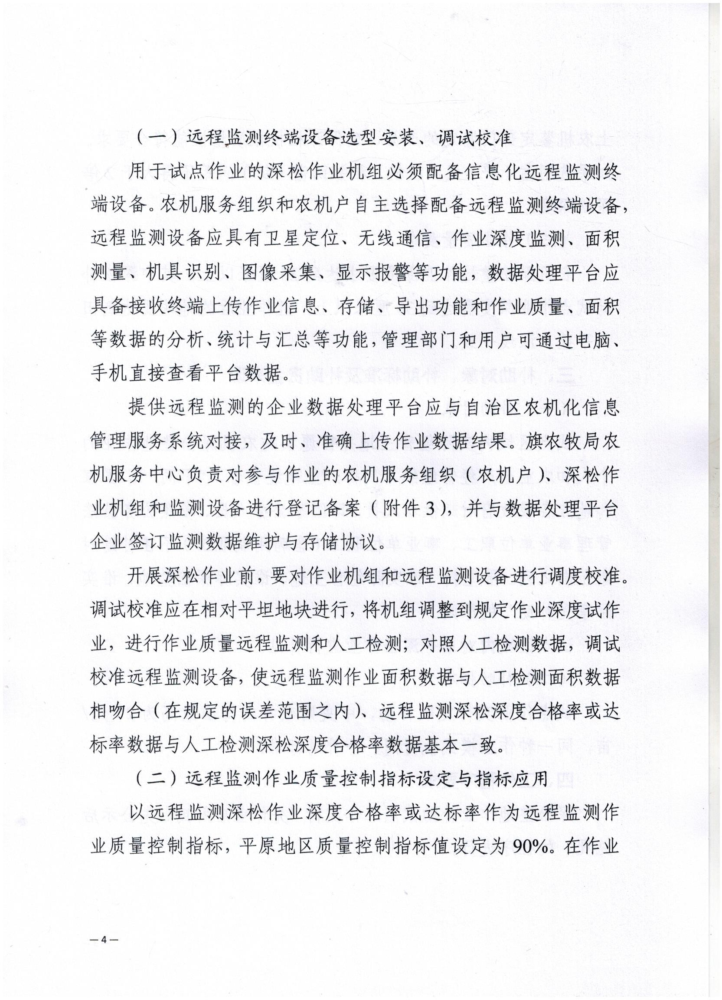 （一）远程监测终端设备选型安装、调试校准
用于试点作业的深松作业机组必须配备信息化远程监测终
端设备。农机服务组织和农机户自主选择配备远程监测终端设备，
远程监测设备应具有卫星定位、无线通信、作业深度监测、面积
测量、机具识别、图像采集、显示报警等功能，数据处理平台应
具备接收终端上传作业信息、存储、导出功能和作业质量、面积
等数据的分析、统计与汇总等功能，管理部门和用户可通过电脑、
手机直接查看平台数据。
提供远程监测的企业数据处理平台应与自治区农机化信息
管理服务系统对接，及时、准确上传作业数据结果。旗农牧局农
机服务中心负责对参与作业的农机服务组织（农机户）、深松作
业机组和监测设备进行登记备案（附件 3），并与数据处理平台
企业签订监测数据维护与存储协议。
开展深松作业前，要对作业机组和远程监测设备进行调度校准。
调试校准应在相对平坦地块进行，将机组调整到规定作业深度试作
业，进行作业质量远程监测和人工检测；对照人工检测数据，调试
校准远程监测设备，使远程监测作业面积数据与人工检测面积数据
相吻合（在规定的误差范围之内）、远程监测深松深度合格率或达
标率数据与人工检测深松深度合格率数据基本一致。
（二）远程监测作业质量控制指标设定与指标应用
以远程监测深松作业深度合格率或达标率作为远程监测作
业质量控制指标，平原地区质量控制指标值设定为 90%。在作业
— 4 —